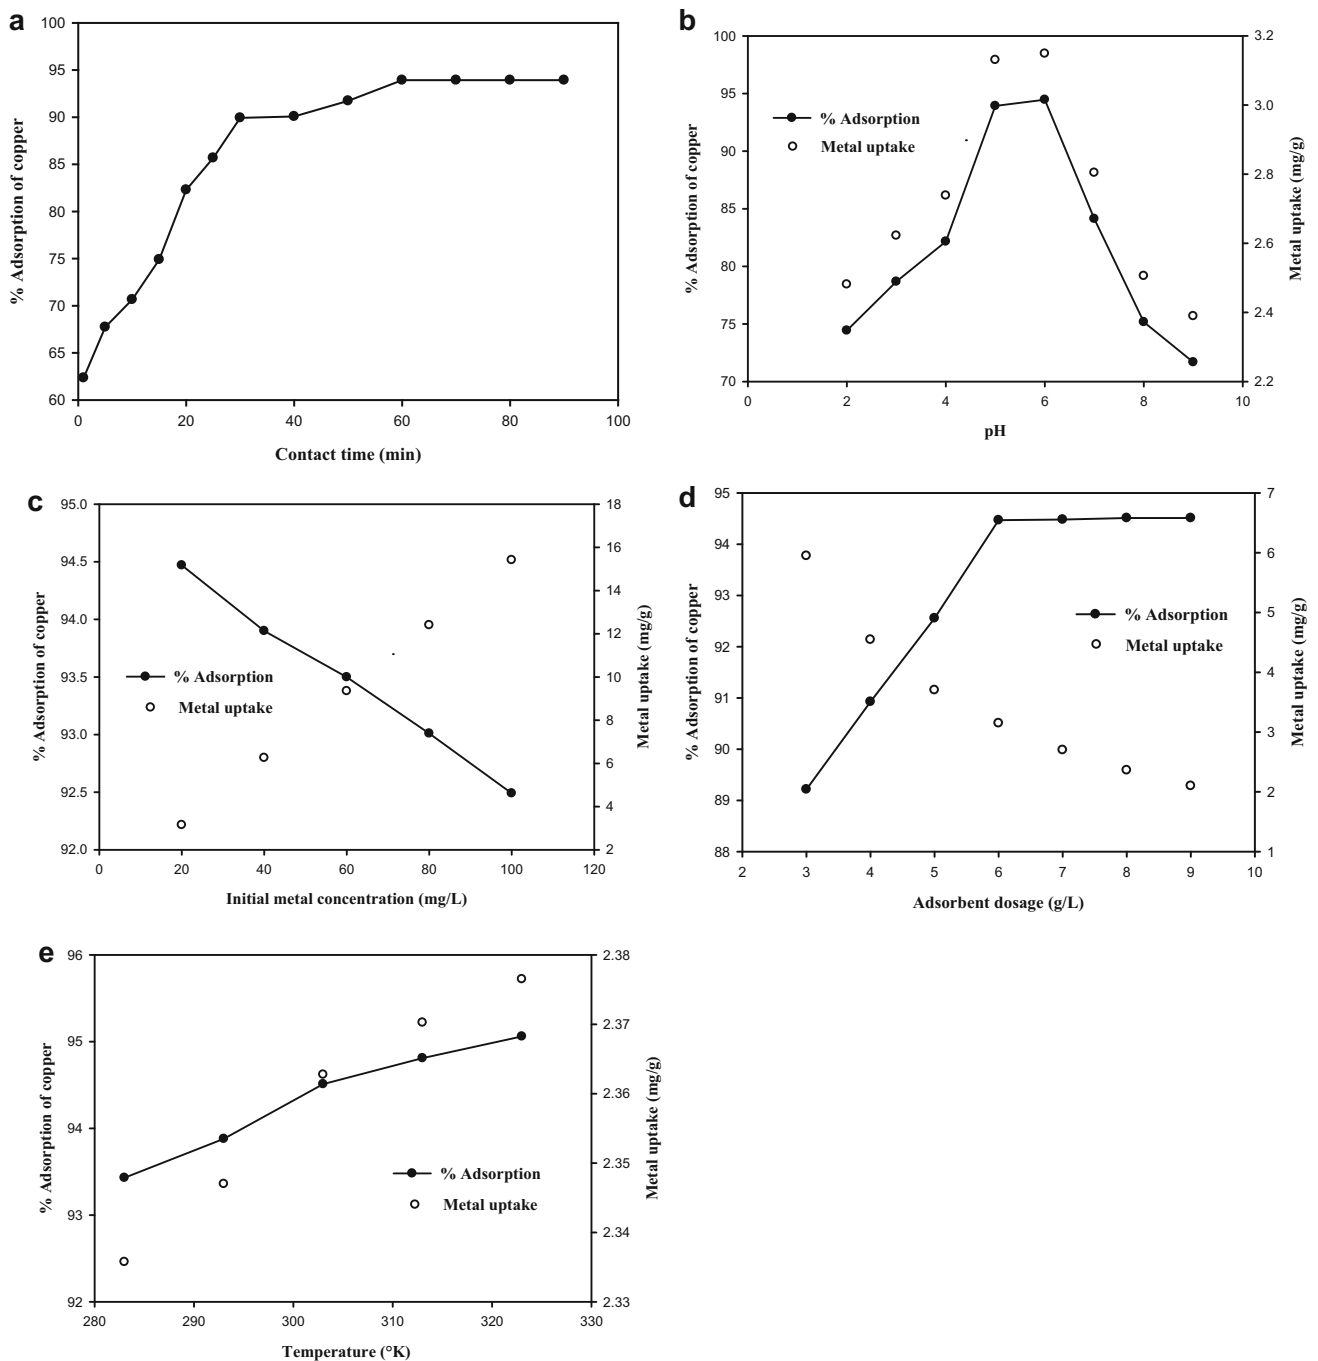 a
100
95
90
85
80
75
70
65
60
0 20 40 60 80 100
% Adsorption of copper
Contact time (min)
b
100
95
90
85
80
75
70
0 2 4 6 8 10
3.2
3.0
2.8
2.6
2.4
2.2
% Adsorption of copper
Metal uptake (mg/g)
pH
% Adsorption
Metal uptake
c
95.0
94.5
94.0
93.5
93.0
92.5
92.0
0 20 40 60 80 100 120
18
16
14
12
10
8
6
4
2
% Adsorption of copper
Metal uptake (mg/g)
Initial metal concentration (mg/L)
% Adsorption
Metal uptake
d
95
94
93
92
91
90
89
88
2 3 4 5 6 7 8 9 10
7
6
5
4
3
2
1
% Adsorption of copper
Metal uptake (mg/g)
Adsorbent dosage (g/L)
% Adsorption
Metal uptake
e
96
95
94
93
92
280 290 300 310 320 330
2.38
2.37
2.36
2.35
2.34
2.33
% Adsorption of copper
Metal uptake (mg/g)
Temperature (°K)
% Adsorption
Metal uptake